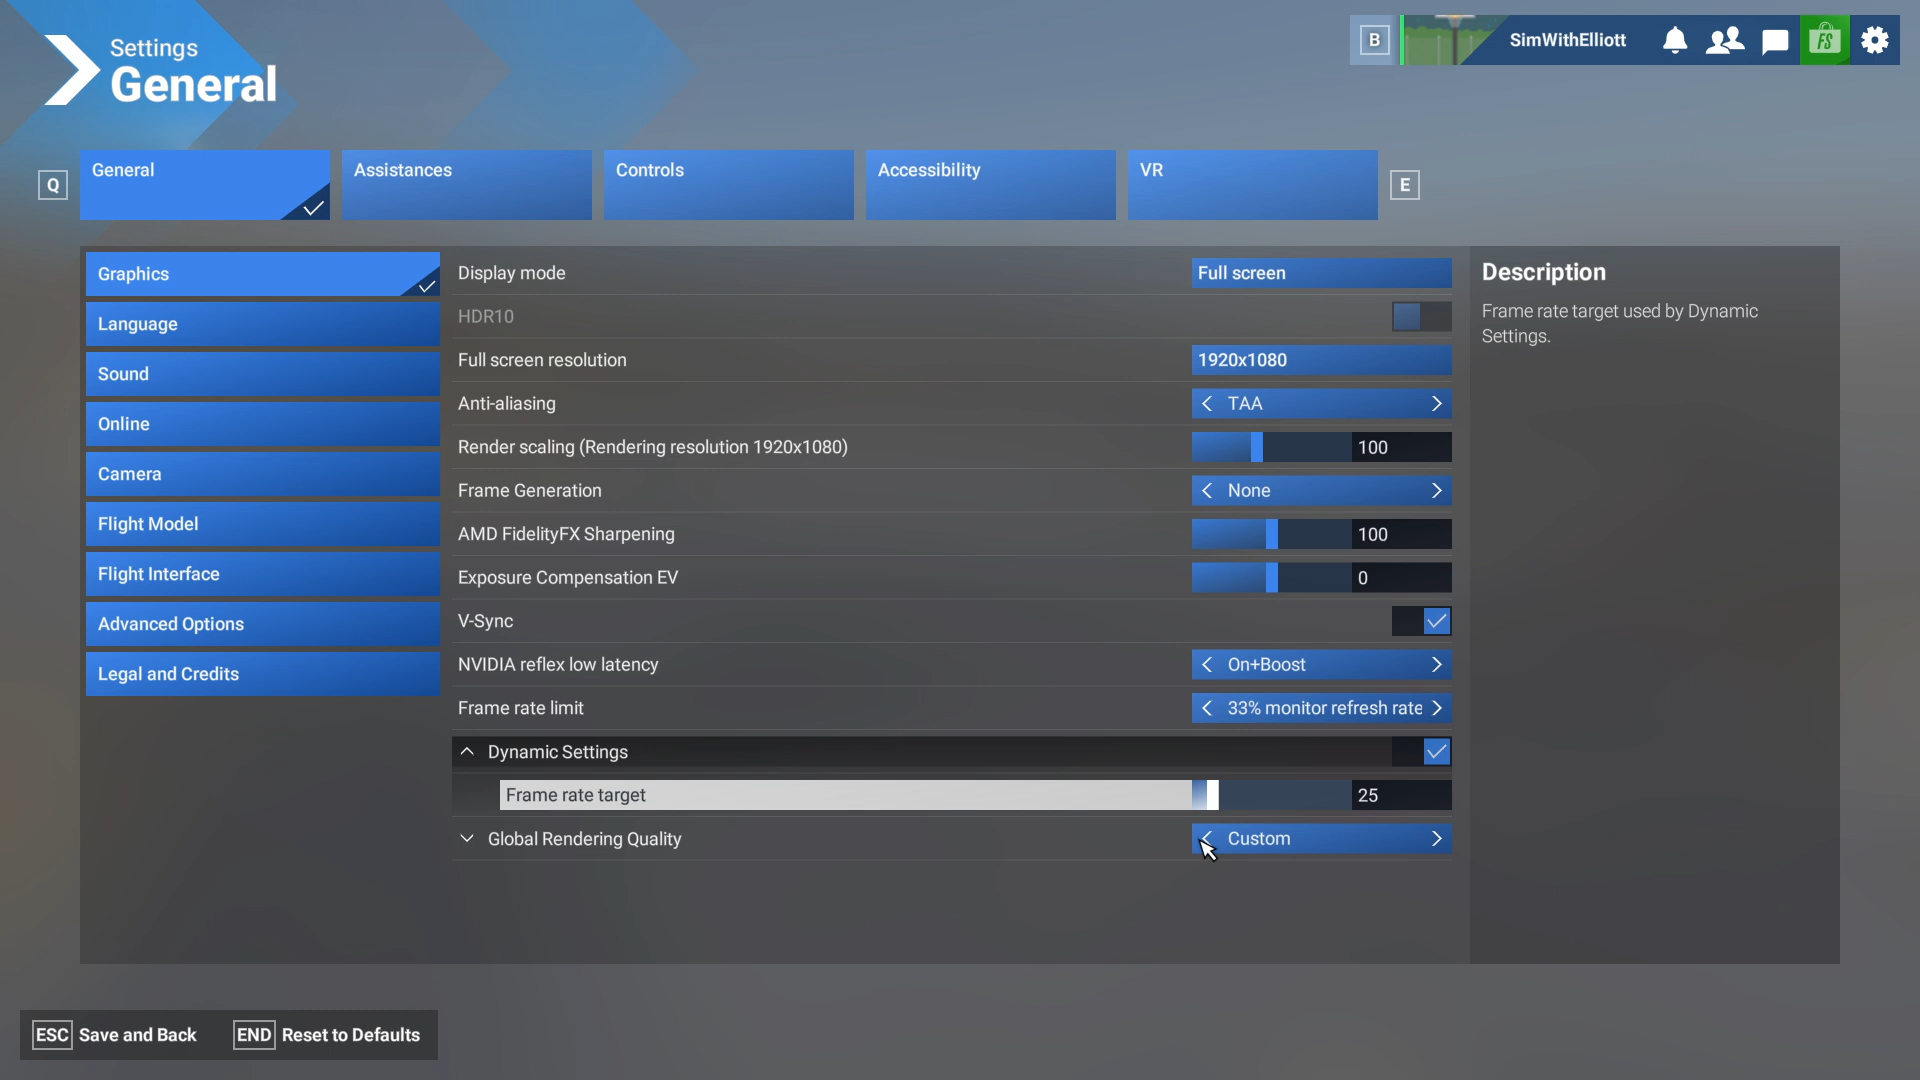 Settings
General
B
SimWithElliott
FS
Q
General
Assistances
Controls
Accessibility
VR
E
Graphics
Language
Sound
Online
Camera
Flight Model
Flight Interface
Advanced Options
Legal and Credits
Display mode
Full screen
HDR10
Full screen resolution
1920x1080
Anti-aliasing
TAA
Render scaling (Rendering resolution 1920x1080)
100
Frame Generation
None
AMD FidelityFX Sharpening
100
Exposure Compensation EV
0
V-Sync
NVIDIA reflex low latency
On+Boost
Frame rate limit
33% monitor refresh rate
Dynamic Settings
Frame rate target
25
Global Rendering Quality
Custom
Description
Frame rate target used by Dynamic
Settings.
ESC Save and Back
END Reset to Defaults